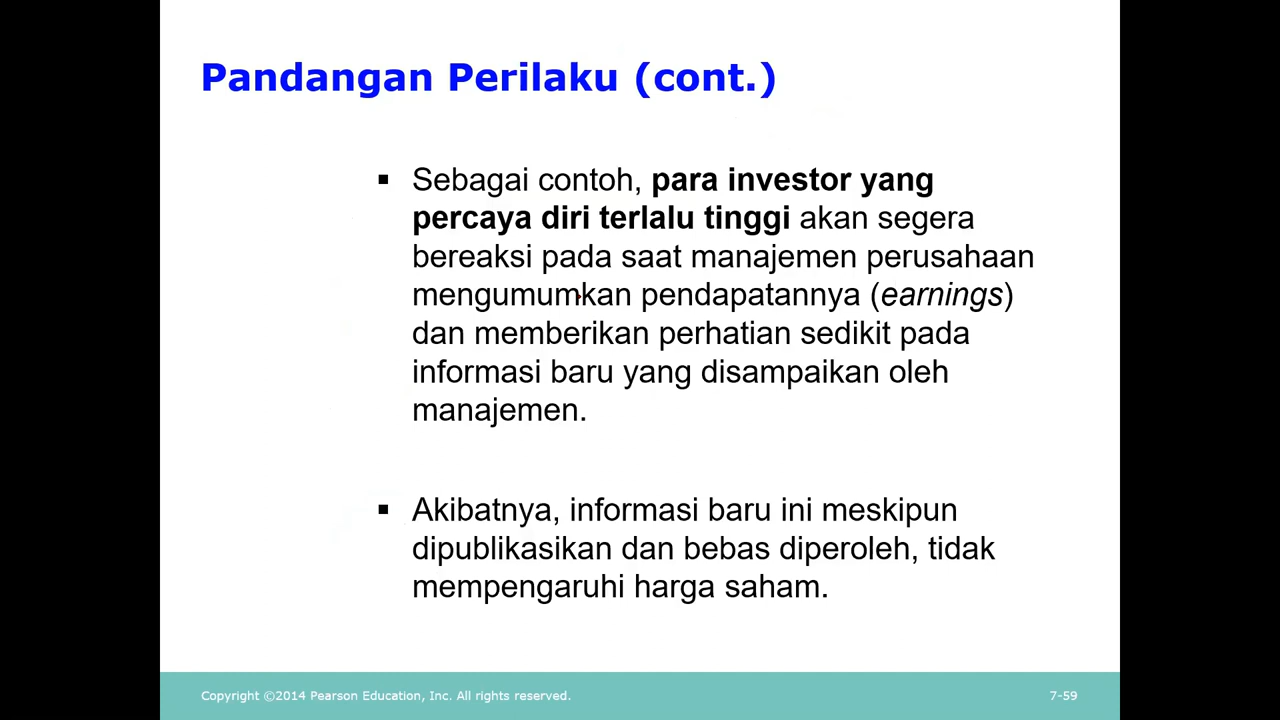 Pandangan Perilaku (cont.)
▪ Sebagai contoh, para investor yang
percaya diri terlalu tinggi akan segera
bereaksi pada saat manajemen perusahaan
mengumumkan pendapatannya (earnings)
dan memberikan perhatian sedikit pada
informasi baru yang disampaikan oleh
manajemen.
▪ Akibatnya, informasi baru ini meskipun
dipublikasikan dan bebas diperoleh, tidak
mempengaruhi harga saham.
Copyright ©2014 Pearson Education, Inc. All rights reserved.
7-59